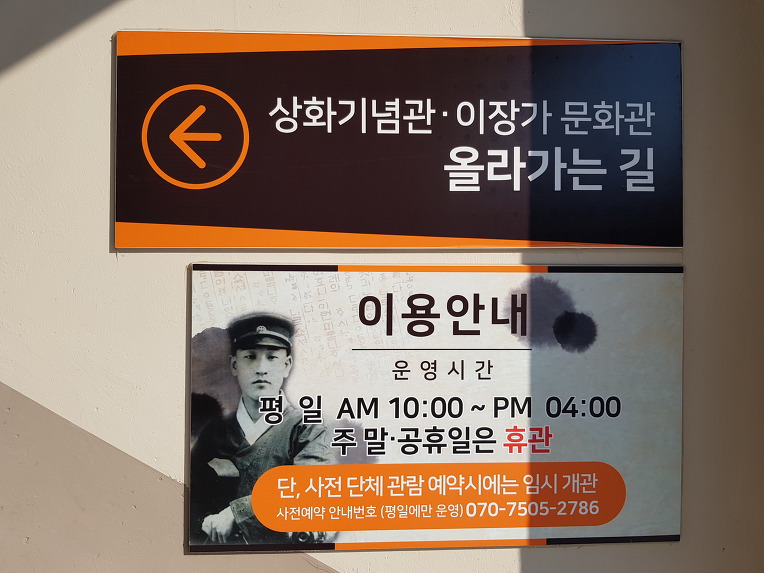 상화기념관·이장가 문화관
올라가는 길
이용안내
운영시간
평 일 AM 10:00 ~ PM 04:00
주말·공휴일은 휴관
단, 사전 단체 관람 예약시에는 임시 개관
사전예약 안내번호 (평일에만 운영) 070-7505-2786